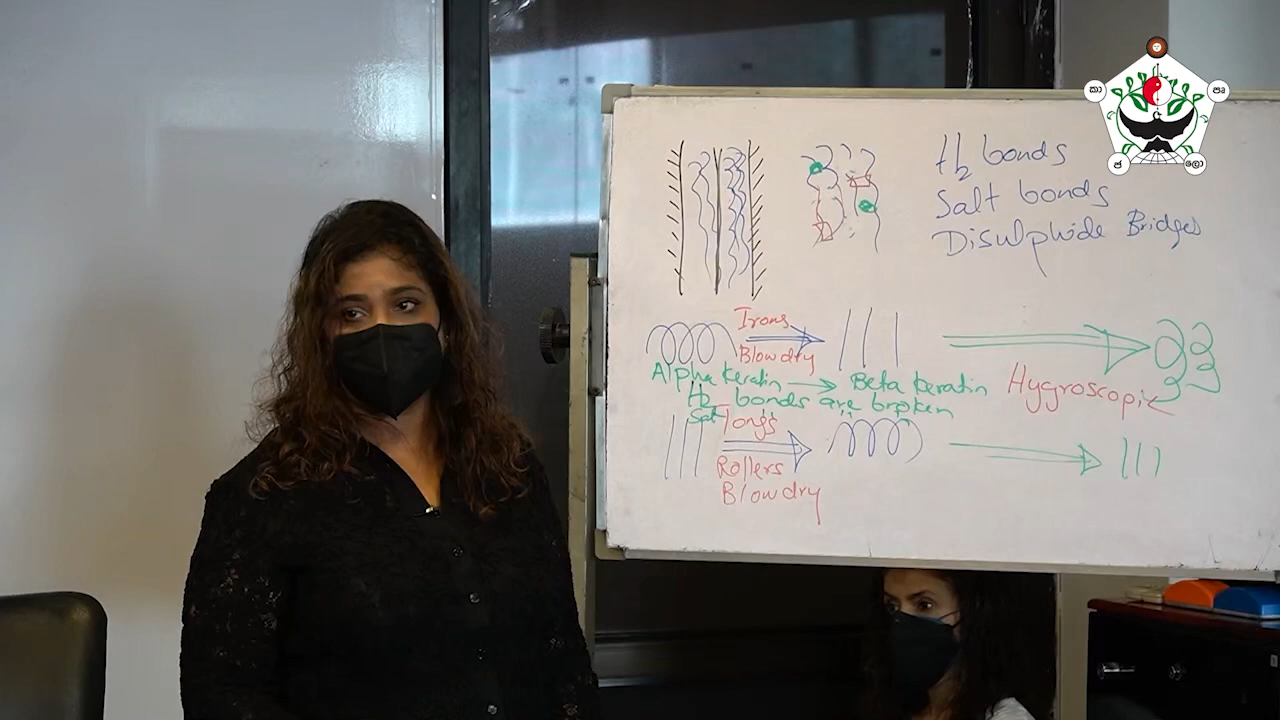 කා
පෘ
ජ
ලො
H2 bonds
Salt bonds
Disulphide Bridges
Irons
Blowdry
Alpha keratin → Beta keratin
Hygroscopic
H2 bonds are broken
Salt
Tongs
Rollers
Blowdry